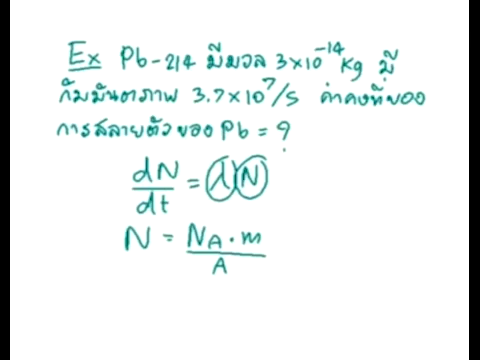 Ex Pb-214 มีมวล 3×10⁻¹⁴ kg มี
กัมมันตภาพ 3.7×10⁷/s ค่าคงที่ของ
การสลายตัวของ Pb = ?
dN/dt = λN
N = N_A · m / A